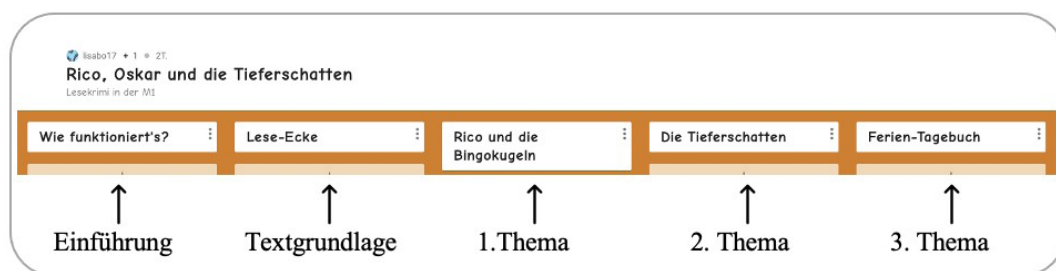 lisabo17 + 1 • 2T.
Rico, Oskar und die Tieferschatten
Lesekrimi in der M1
Wie funktioniert's?
Lese-Ecke
Rico und die
Bingokugeln
Die Tieferschatten
Ferien-Tagebuch
Einführung
Textgrundlage
1.Thema
2. Thema
3. Thema